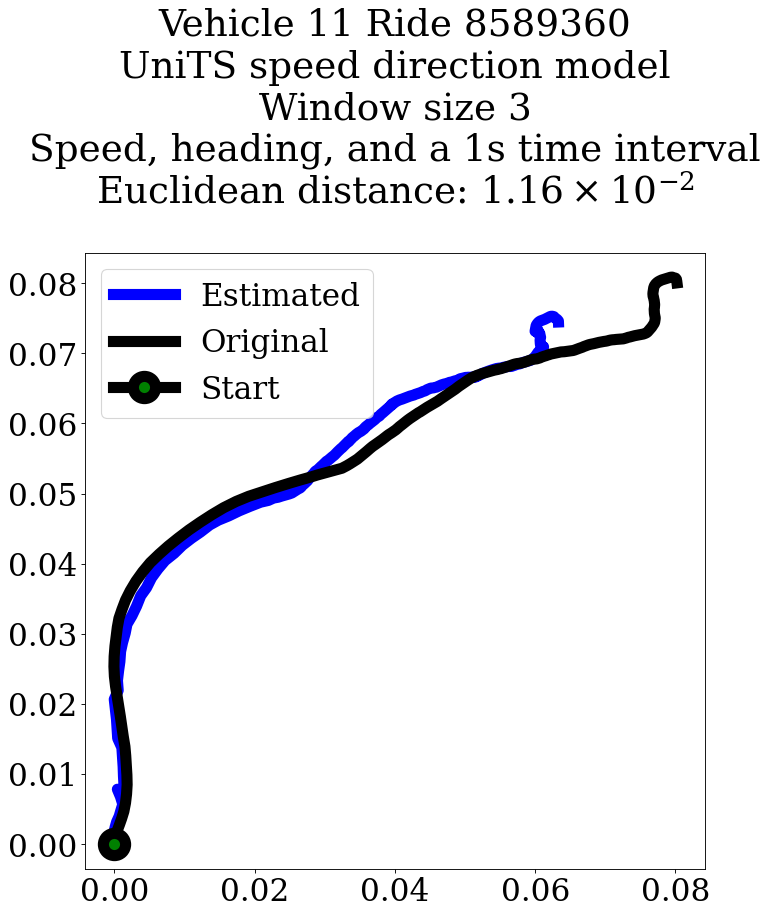 Vehicle 11 Ride 8589360
UniTS speed direction model
Window size 3
Speed, heading, and a 1s time interval
Euclidean distance: 1.16 × 10⁻²
Estimated
Original
Start
0.08
0.07
0.06
0.05
0.04
0.03
0.02
0.01
0.00
0.00 0.02 0.04 0.06 0.08